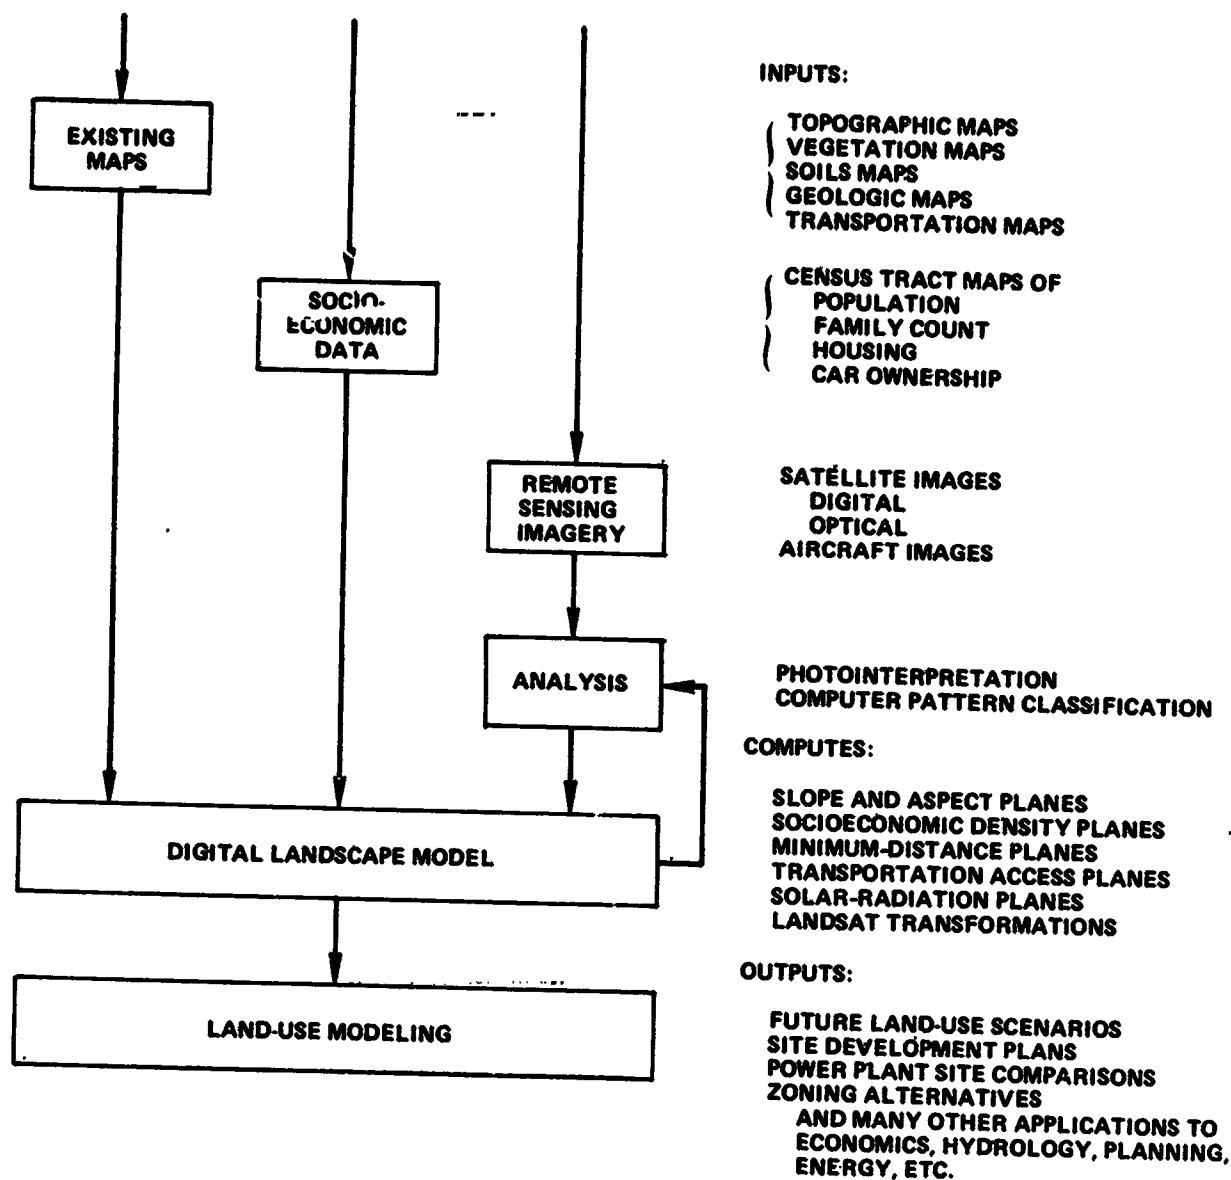 EXISTING
MAPS
SOCIO-
ECONOMIC
DATA
REMOTE
SENSING
IMAGERY
ANALYSIS
DIGITAL LANDSCAPE MODEL
LAND-USE MODELING
INPUTS:
TOPOGRAPHIC MAPS
VEGETATION MAPS
SOILS MAPS
GEOLOGIC MAPS
TRANSPORTATION MAPS
CENSUS TRACT MAPS OF
POPULATION
FAMILY COUNT
HOUSING
CAR OWNERSHIP
SATELLITE IMAGES
DIGITAL
OPTICAL
AIRCRAFT IMAGES
PHOTOINTERPRETATION
COMPUTER PATTERN CLASSIFICATION
COMPUTES:
SLOPE AND ASPECT PLANES
SOCIOECONOMIC DENSITY PLANES
MINIMUM-DISTANCE PLANES
TRANSPORTATION ACCESS PLANES
SOLAR-RADIATION PLANES
LANDSAT TRANSFORMATIONS
OUTPUTS:
FUTURE LAND-USE SCENARIOS
SITE DEVELOPMENT PLANS
POWER PLANT SITE COMPARISONS
ZONING ALTERNATIVES
AND MANY OTHER APPLICATIONS TO
ECONOMICS, HYDROLOGY, PLANNING,
ENERGY, ETC.